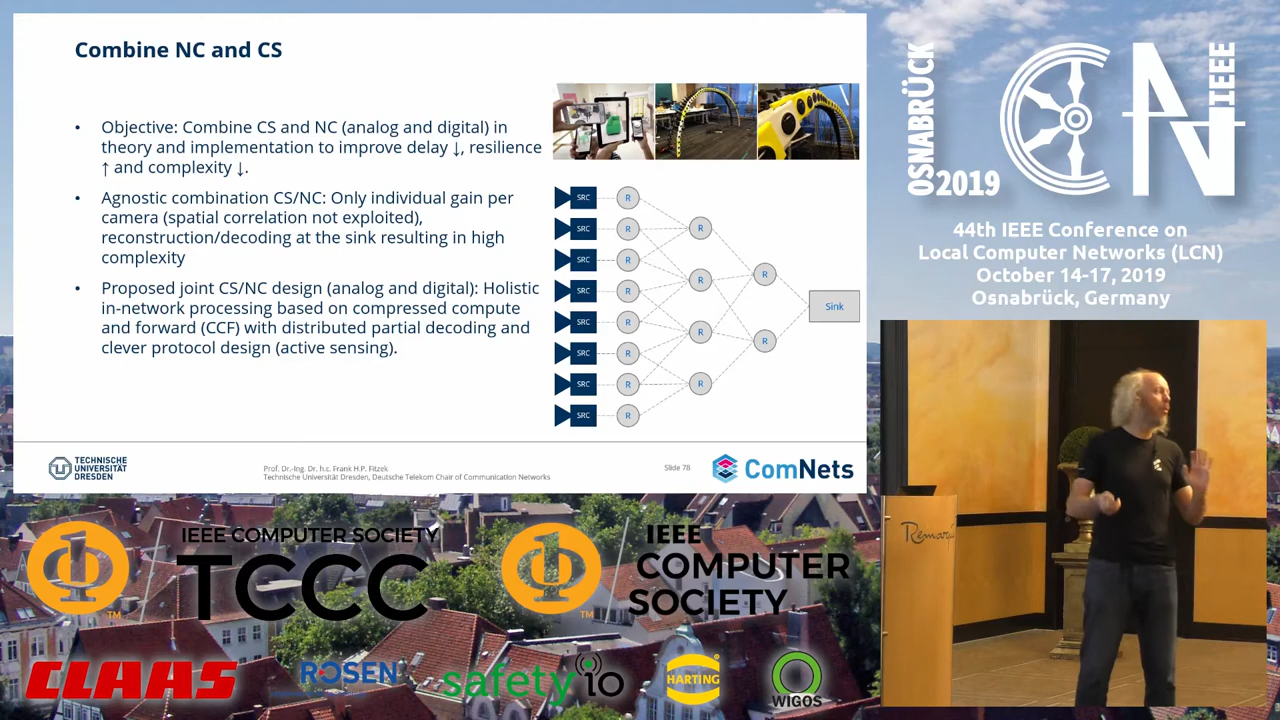 Combine NC and CS
• Objective: Combine CS and NC (analog and digital) in
theory and implementation to improve delay ↓, resilience
↑ and complexity ↓.
• Agnostic combination CS/NC: Only individual gain per
camera (spatial correlation not exploited),
reconstruction/decoding at the sink resulting in high
complexity
• Proposed joint CS/NC design (analog and digital): Holistic
in-network processing based on compressed compute
and forward (CCF) with distributed partial decoding and
clever protocol design (active sensing).
SRC R
SRC R
SRC R
SRC R
SRC R
SRC R
SRC R
SRC R
R
R
R
R
R
R
Sink
TECHNISCHE
UNIVERSITÄT
DRESDEN
Prof. Dr.-Ing. Dr. h.c. Frank H.P. Fitzek
Technische Universität Dresden, Deutsche Telekom Chair of Communication Networks
Slide 78
ComNets
OSNABRÜCK
2019
LCN
IEEE
44th IEEE Conference on
Local Computer Networks (LCN)
October 14-17, 2019
Osnabrück, Germany
IEEE COMPUTER SOCIETY
TCCC
TM
IEEE
COMPUTER
SOCIETY
TM
CLAAS
ROSEN
safety io
HARTING
WIGOS